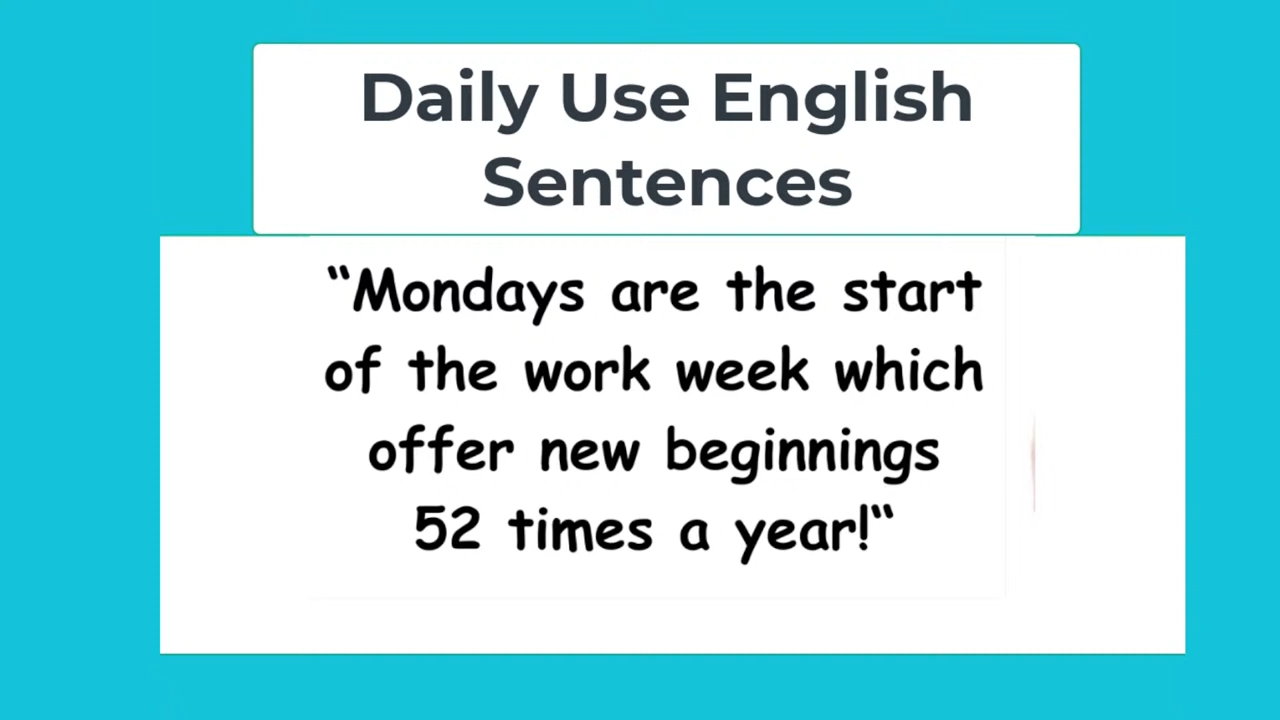 Daily Use English
Sentences
“Mondays are the start
of the work week which
offer new beginnings
52 times a year!“